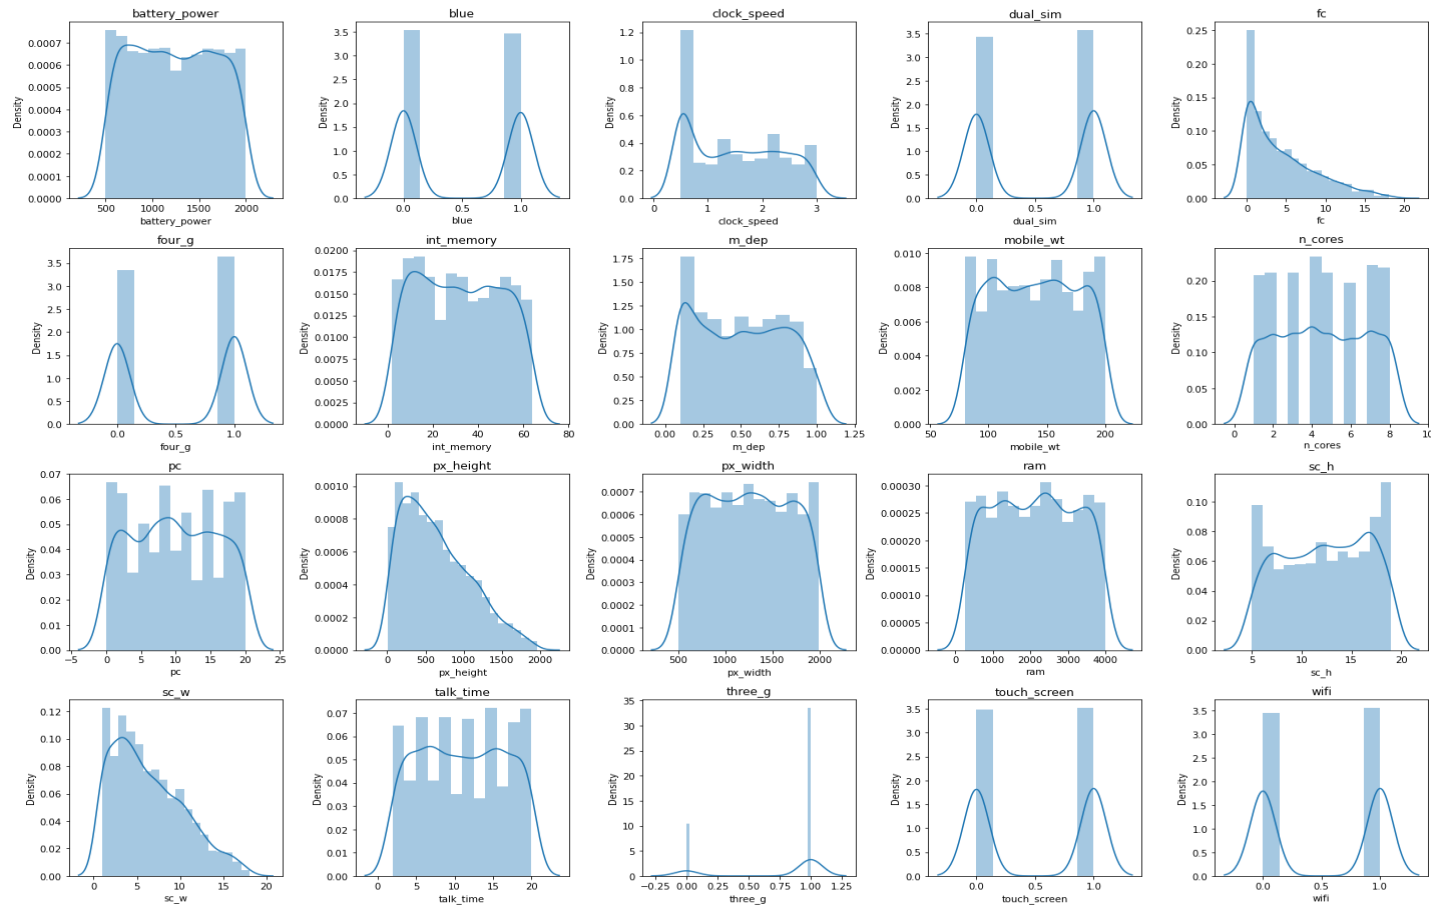 battery_power
blue
clock_speed
dual_sim
fc
0.0007
0.0006
0.0005
0.0004
0.0003
0.0002
0.0001
0.0000
Density
500 1000 1500 2000
battery_power
3.5
3.0
2.5
2.0
1.5
1.0
0.5
0.0
Density
0.0 0.5 1.0
blue
1.2
1.0
0.8
0.6
0.4
0.2
0.0
Density
0 1 2 3
clock_speed
3.5
3.0
2.5
2.0
1.5
1.0
0.5
0.0
Density
0.0 0.5 1.0
dual_sim
0.25
0.20
0.15
0.10
0.05
0.00
Density
0 5 10 15 20
fc
four_g
int_memory
m_dep
mobile_wt
n_cores
3.5
3.0
2.5
2.0
1.5
1.0
0.5
0.0
Density
0.0 0.5 1.0
four_g
0.0200
0.0175
0.0150
0.0125
0.0100
0.0075
0.0050
0.0025
0.0000
Density
0 20 40 60 80
int_memory
1.75
1.50
1.25
1.00
0.75
0.50
0.25
0.00
Density
0.00 0.25 0.50 0.75 1.00 1.25
m_dep
0.010
0.008
0.006
0.004
0.002
0.000
Density
50 100 150 200
mobile_wt
0.20
0.15
0.10
0.05
0.00
Density
0 2 4 6 8 10
n_cores
pc
px_height
px_width
ram
sc_h
0.07
0.06
0.05
0.04
0.03
0.02
0.01
0.00
Density
−5 0 5 10 15 20 25
pc
0.0010
0.0008
0.0006
0.0004
0.0002
0.0000
Density
0 500 1000 1500 2000
px_height
0.0007
0.0006
0.0005
0.0004
0.0003
0.0002
0.0001
0.0000
Density
500 1000 1500 2000
px_width
0.00030
0.00025
0.00020
0.00015
0.00010
0.00005
0.00000
Density
0 1000 2000 3000 4000
ram
0.10
0.08
0.06
0.04
0.02
0.00
Density
5 10 15 20
sc_h
sc_w
talk_time
three_g
touch_screen
wifi
0.12
0.10
0.08
0.06
0.04
0.02
0.00
Density
0 5 10 15 20
sc_w
0.07
0.06
0.05
0.04
0.03
0.02
0.01
0.00
Density
0 5 10 15 20
talk_time
35
30
25
20
15
10
5
0
Density
−0.25 0.00 0.25 0.50 0.75 1.00 1.25
three_g
3.5
3.0
2.5
2.0
1.5
1.0
0.5
0.0
Density
0.0 0.5 1.0
touch_screen
3.5
3.0
2.5
2.0
1.5
1.0
0.5
0.0
Density
0.0 0.5 1.0
wifi